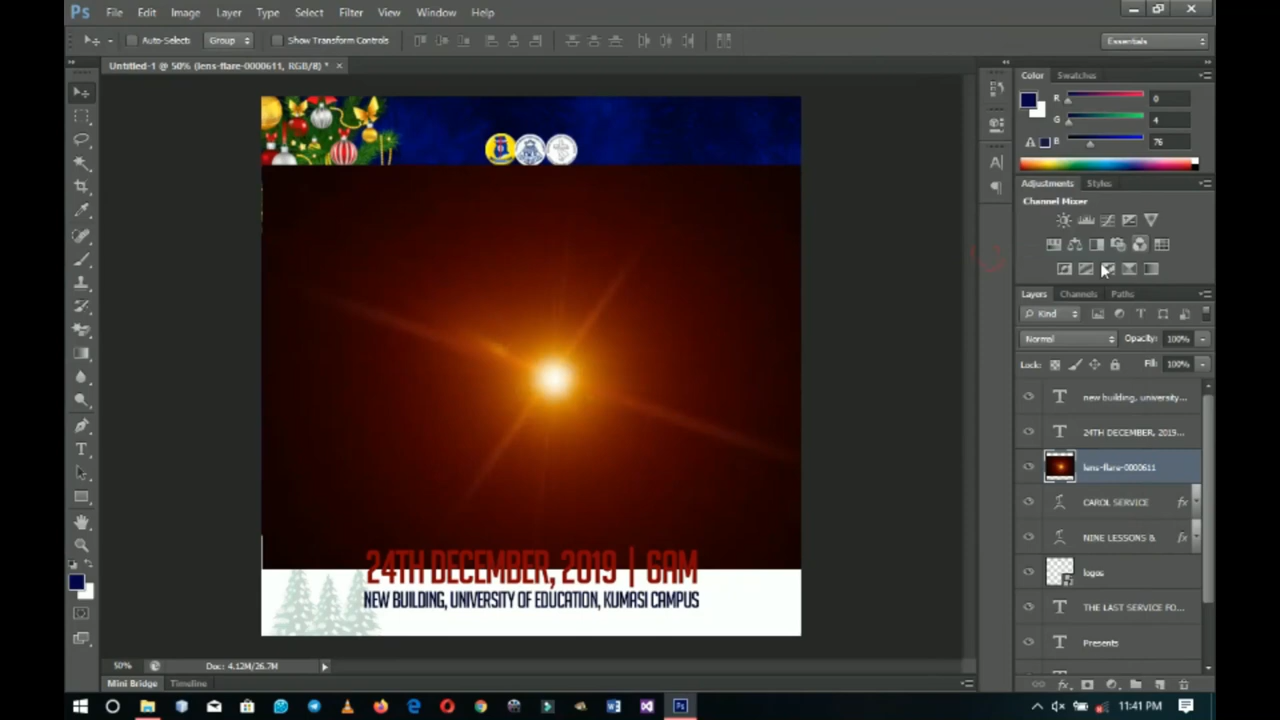 Ps File Edit Image Layer Type Select Filter View Window Help
Auto-Select: Group Show Transform Controls Essentials
Untitled-1 @ 50% (lens-flare-0000611, RGB/8) * ×
Color Swatches
R 0
G 4
B 76
Adjustments Styles
Channel Mixer
Layers Channels Paths
Kind
Normal Opacity: 100%
Lock: Fill: 100%
new building, university...
24TH DECEMBER, 2019...
lens-flare-0000611
CAROL SERVICE fx
NINE LESSONS & fx
logos
THE LAST SERVICE FO...
Presents
24TH DECEMBER, 2019 | 6AM
NEW BUILDING, UNIVERSITY OF EDUCATION, KUMASI CAMPUS
50% Doc: 4.12M/26.7M
Mini Bridge Timeline
11:41 PM